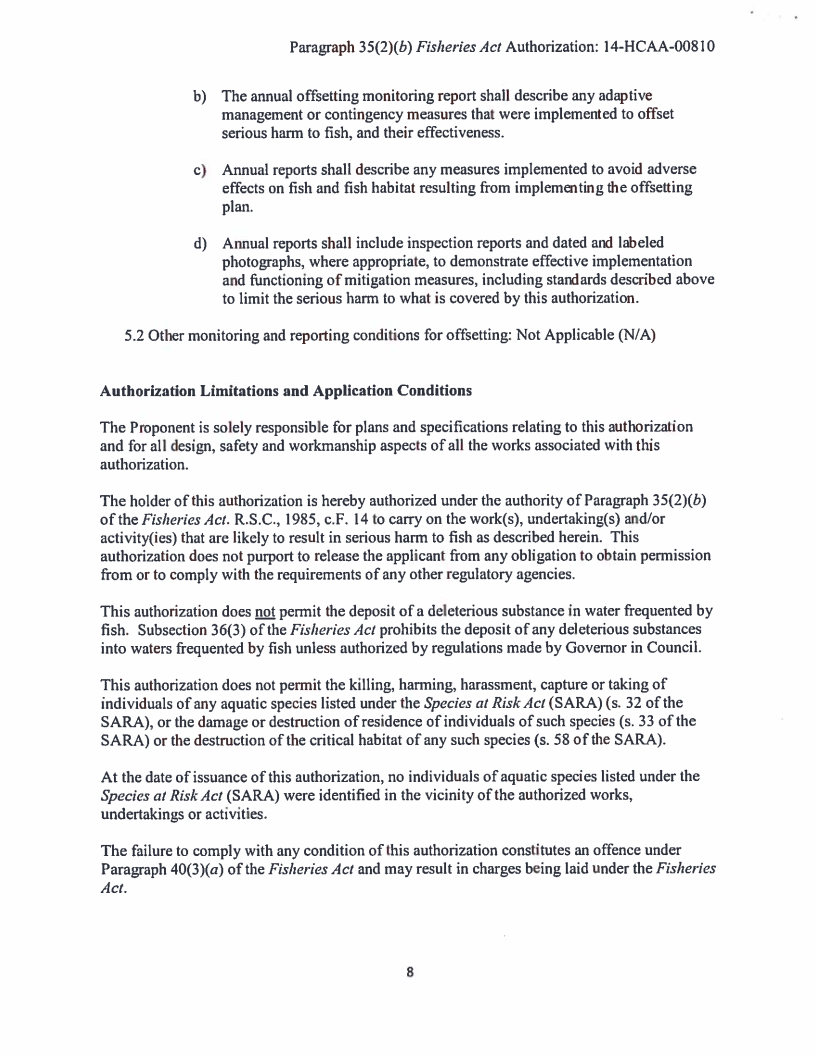 Paragraph 35(2)(b) Fisheries Act Authorization: 14-HCAA-00810
b) The annual offsetting monitoring report shall describe any adaptive
management or contingency measures that were implemented to offset
serious harm to fish, and their effectiveness.
c) Annual reports shall describe any measures implemented to avoid adverse
effects on fish and fish habitat resulting from implementing the offsetting
plan.
d) Annual reports shall include inspection reports and dated and labeled
photographs, where appropriate, to demonstrate effective implementation
and functioning of mitigation measures, including standards described above
to limit the serious harm to what is covered by this authorization.
5.2 Other monitoring and reporting conditions for offsetting: Not Applicable (N/A)
Authorization Limitations and Application Conditions
The Proponent is solely responsible for plans and specifications relating to this authorization
and for all design, safety and workmanship aspects of all the works associated with this
authorization.
The holder of this authorization is hereby authorized under the authority of Paragraph 35(2)(b)
of the Fisheries Act. R.S.C., 1985, c.F. 14 to carry on the work(s), undertaking(s) and/or
activity(ies) that are likely to result in serious harm to fish as described herein. This
authorization does not purport to release the applicant from any obligation to obtain permission
from or to comply with the requirements of any other regulatory agencies.
This authorization does not permit the deposit of a deleterious substance in water frequented by
fish. Subsection 36(3) of the Fisheries Act prohibits the deposit of any deleterious substances
into waters frequented by fish unless authorized by regulations made by Governor in Council.
This authorization does not permit the killing, harming, harassment, capture or taking of
individuals of any aquatic species listed under the Species at Risk Act (SARA) (s. 32 of the
SARA), or the damage or destruction of residence of individuals of such species (s. 33 of the
SARA) or the destruction of the critical habitat of any such species (s. 58 of the SARA).
At the date of issuance of this authorization, no individuals of aquatic species listed under the
Species at Risk Act (SARA) were identified in the vicinity of the authorized works,
undertakings or activities.
The failure to comply with any condition of this authorization constitutes an offence under
Paragraph 40(3)(a) of the Fisheries Act and may result in charges being laid under the Fisheries
Act.
8